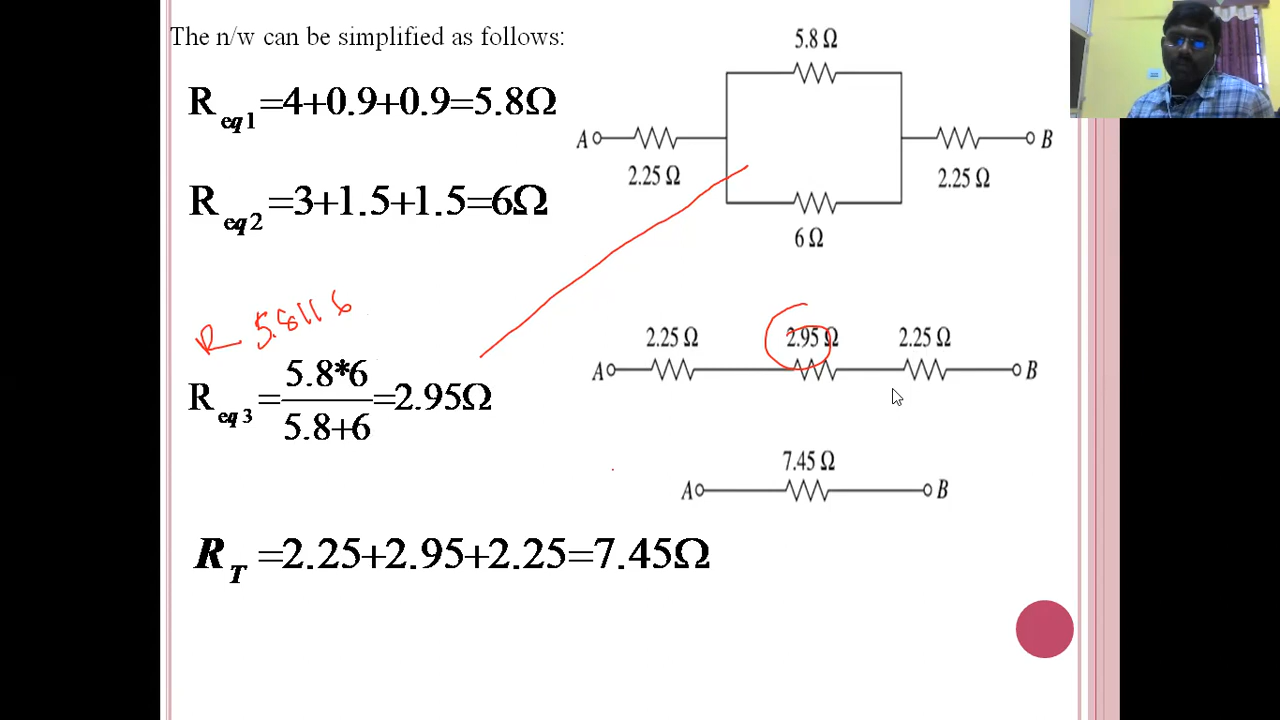 The n/w can be simplified as follows:
R eq1 =4+0.9+0.9=5.8Ω
R eq2 =3+1.5+1.5=6Ω
R 5.8116
R eq3 = 5.8*6 / 5.8+6 =2.95Ω
R T =2.25+2.95+2.25=7.45Ω
5.8 Ω
A
2.25 Ω
2.25 Ω
B
6 Ω
2.25 Ω
2.95 Ω
2.25 Ω
A
B
7.45 Ω
A
B